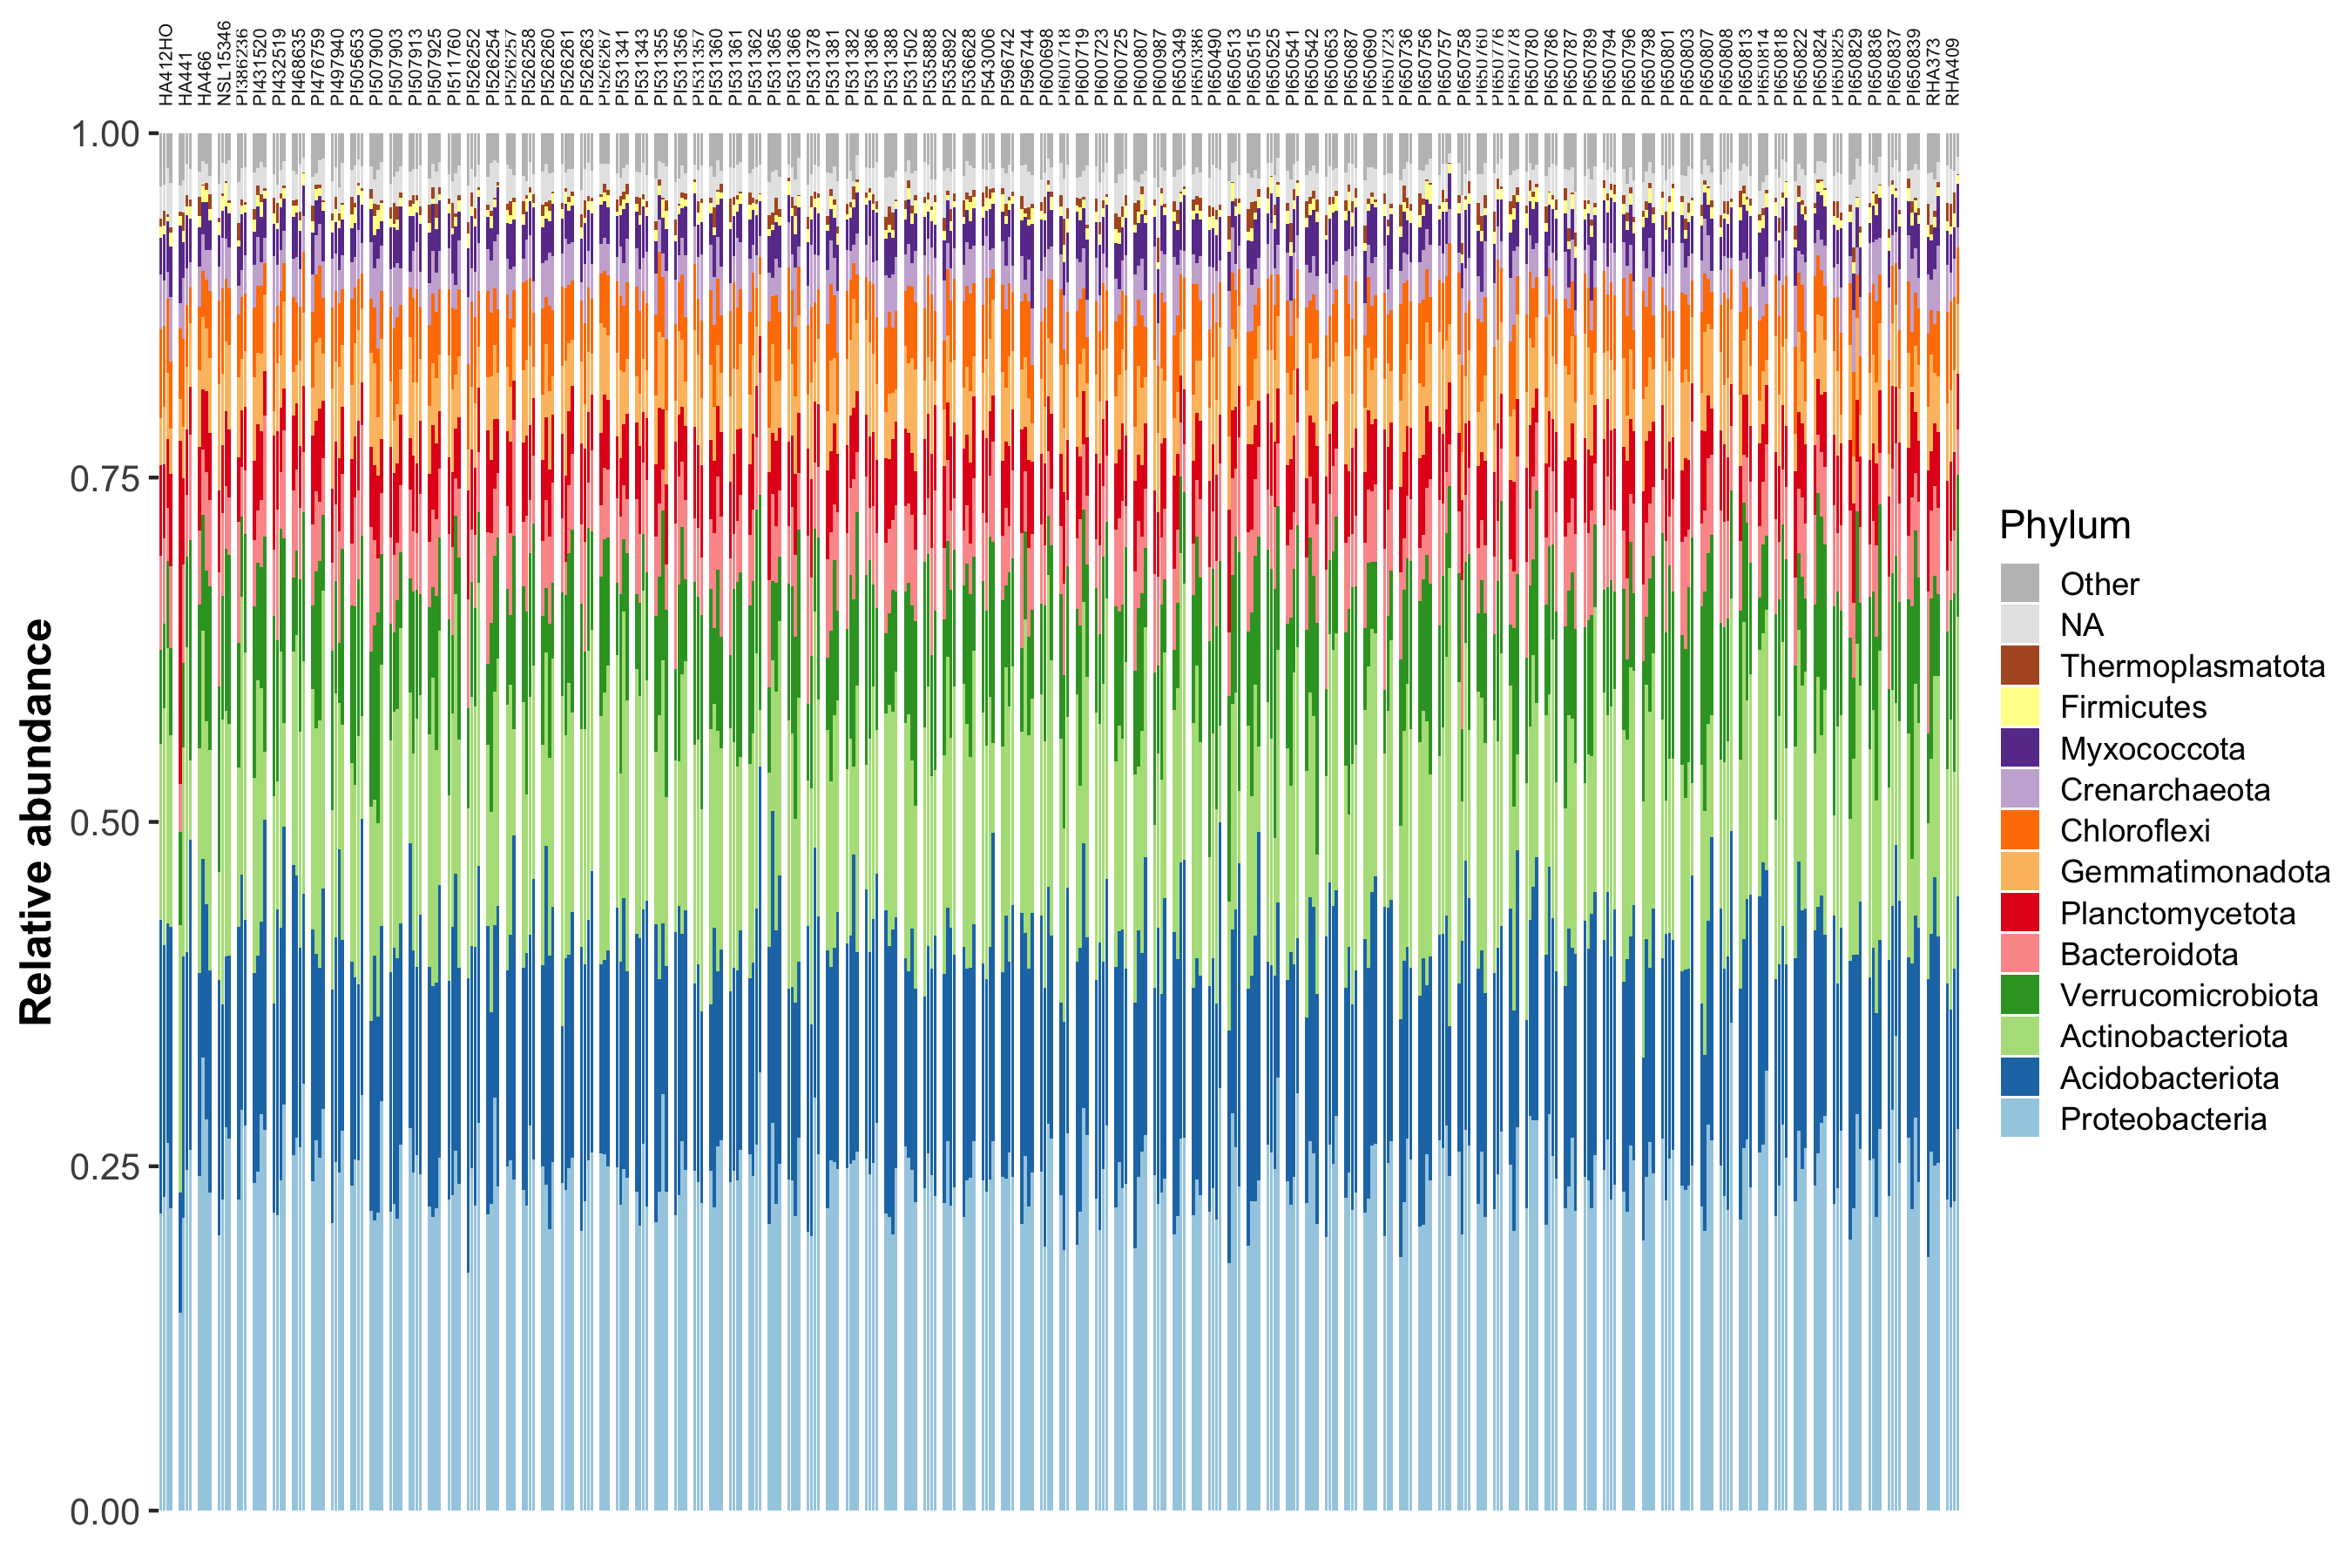 HA412HO
HA441
HA466
NSL15346
PI386236
PI431520
PI432519
PI468635
PI476759
PI497940
PI505653
PI507900
PI507903
PI507913
PI507925
PI511760
PI526252
PI526254
PI526257
PI526258
PI526260
PI526261
PI526263
PI526267
PI531341
PI531343
PI531355
PI531356
PI531357
PI531360
PI531361
PI531362
PI531365
PI531366
PI531378
PI531381
PI531382
PI531386
PI531388
PI531502
PI535888
PI535892
PI536628
PI543006
PI596742
PI596744
PI600698
PI600718
PI600719
PI600723
PI600725
PI600807
PI600987
PI650349
PI650386
PI650490
PI650513
PI650515
PI650525
PI650541
PI650542
PI650653
PI650687
PI650690
PI650723
PI650736
PI650756
PI650757
PI650758
PI650760
PI650776
PI650778
PI650780
PI650786
PI650787
PI650789
PI650794
PI650796
PI650798
PI650801
PI650803
PI650807
PI650808
PI650813
PI650814
PI650818
PI650822
PI650824
PI650825
PI650829
PI650836
PI650837
PI650839
RHA373
RHA409
1.00
0.75
0.50
0.25
0.00
Relative abundance
Phylum
Other
NA
Thermoplasmatota
Firmicutes
Myxococcota
Crenarchaeota
Chloroflexi
Gemmatimonadota
Planctomycetota
Bacteroidota
Verrucomicrobiota
Actinobacteriota
Acidobacteriota
Proteobacteria